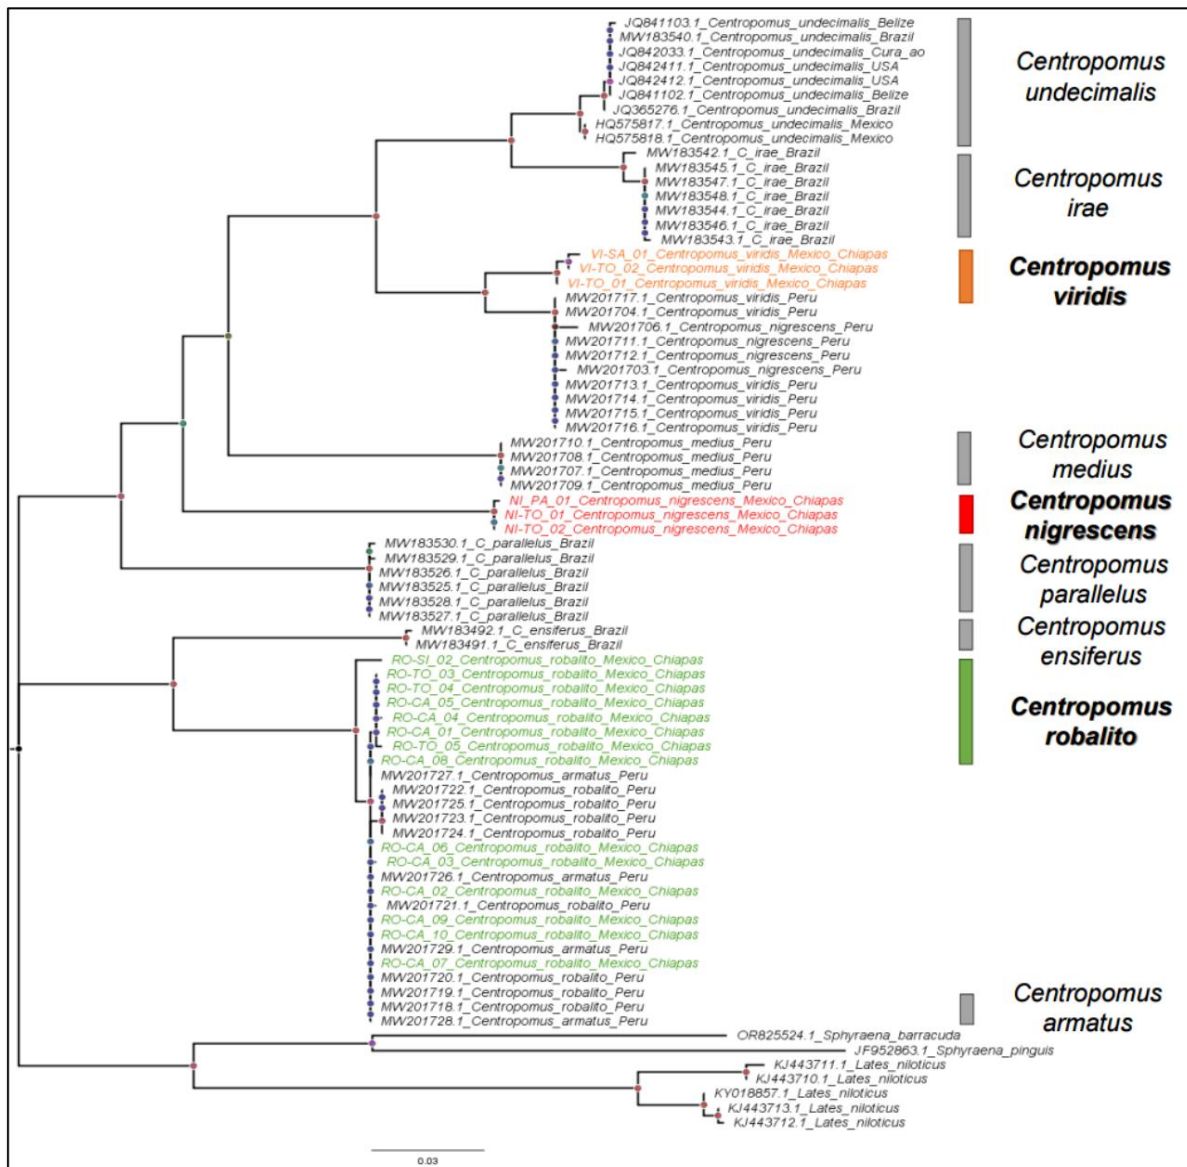 JQ841103.1_Centropomus_undecimalis_Belize
MW183540.1_Centropomus_undecimalis_Brazil
JQ842033.1_Centropomus_undecimalis_Cura_ao
JQ842411.1_Centropomus_undecimalis_USA
JQ842412.1_Centropomus_undecimalis_USA
JQ841102.1_Centropomus_undecimalis_Belize
JQ365276.1_Centropomus_undecimalis_Brazil
HQ575817.1_Centropomus_undecimalis_Mexico
HQ575818.1_Centropomus_undecimalis_Mexico
Centropomus
undecimalis
MW183542.1_C_irae_Brazil
MW183545.1_C_irae_Brazil
MW183547.1_C_irae_Brazil
MW183548.1_C_irae_Brazil
MW183544.1_C_irae_Brazil
MW183546.1_C_irae_Brazil
MW183543.1_C_irae_Brazil
Centropomus
irae
VI-SA_01_Centropomus_viridis_Mexico_Chiapas
VI-TO_02_Centropomus_viridis_Mexico_Chiapas
VI-TO_01_Centropomus_viridis_Mexico_Chiapas
Centropomus
viridis
MW201717.1_Centropomus_viridis_Peru
MW201704.1_Centropomus_viridis_Peru
MW201706.1_Centropomus_nigrescens_Peru
MW201711.1_Centropomus_nigrescens_Peru
MW201712.1_Centropomus_nigrescens_Peru
MW201703.1_Centropomus_nigrescens_Peru
MW201713.1_Centropomus_viridis_Peru
MW201714.1_Centropomus_viridis_Peru
MW201715.1_Centropomus_viridis_Peru
MW201716.1_Centropomus_viridis_Peru
MW201710.1_Centropomus_medius_Peru
MW201708.1_Centropomus_medius_Peru
MW201707.1_Centropomus_medius_Peru
MW201709.1_Centropomus_medius_Peru
Centropomus
medius
NI_PA_01_Centropomus_nigrescens_Mexico_Chiapas
NI-TO_01_Centropomus_nigrescens_Mexico_Chiapas
NI-TO_02_Centropomus_nigrescens_Mexico_Chiapas
Centropomus
nigrescens
MW183530.1_C_parallelus_Brazil
MW183529.1_C_parallelus_Brazil
MW183526.1_C_parallelus_Brazil
MW183525.1_C_parallelus_Brazil
MW183528.1_C_parallelus_Brazil
MW183527.1_C_parallelus_Brazil
Centropomus
parallelus
MW183492.1_C_ensiferus_Brazil
MW183491.1_C_ensiferus_Brazil
Centropomus
ensiferus
RO-SI_02_Centropomus_robalito_Mexico_Chiapas
RO-TO_03_Centropomus_robalito_Mexico_Chiapas
RO-TO_04_Centropomus_robalito_Mexico_Chiapas
RO-CA_05_Centropomus_robalito_Mexico_Chiapas
RO-CA_04_Centropomus_robalito_Mexico_Chiapas
RO-CA_01_Centropomus_robalito_Mexico_Chiapas
RO-TO_05_Centropomus_robalito_Mexico_Chiapas
RO-CA_08_Centropomus_robalito_Mexico_Chiapas
Centropomus
robalito
MW201727.1_Centropomus_armatus_Peru
MW201722.1_Centropomus_robalito_Peru
MW201725.1_Centropomus_robalito_Peru
MW201723.1_Centropomus_robalito_Peru
MW201724.1_Centropomus_robalito_Peru
RO-CA_06_Centropomus_robalito_Mexico_Chiapas
RO-CA_03_Centropomus_robalito_Mexico_Chiapas
MW201726.1_Centropomus_armatus_Peru
RO-CA_02_Centropomus_robalito_Mexico_Chiapas
MW201721.1_Centropomus_robalito_Peru
RO-CA_09_Centropomus_robalito_Mexico_Chiapas
RO-CA_10_Centropomus_robalito_Mexico_Chiapas
MW201729.1_Centropomus_armatus_Peru
RO-CA_07_Centropomus_robalito_Mexico_Chiapas
MW201720.1_Centropomus_robalito_Peru
MW201719.1_Centropomus_robalito_Peru
MW201718.1_Centropomus_robalito_Peru
MW201728.1_Centropomus_armatus_Peru
Centropomus
armatus
OR825524.1_Sphyraena_barracuda
JF952863.1_Sphyraena_pinguis
KJ443711.1_Lates_niloticus
KJ443710.1_Lates_niloticus
KY018857.1_Lates_niloticus
KJ443713.1_Lates_niloticus
KJ443712.1_Lates_niloticus
0.03